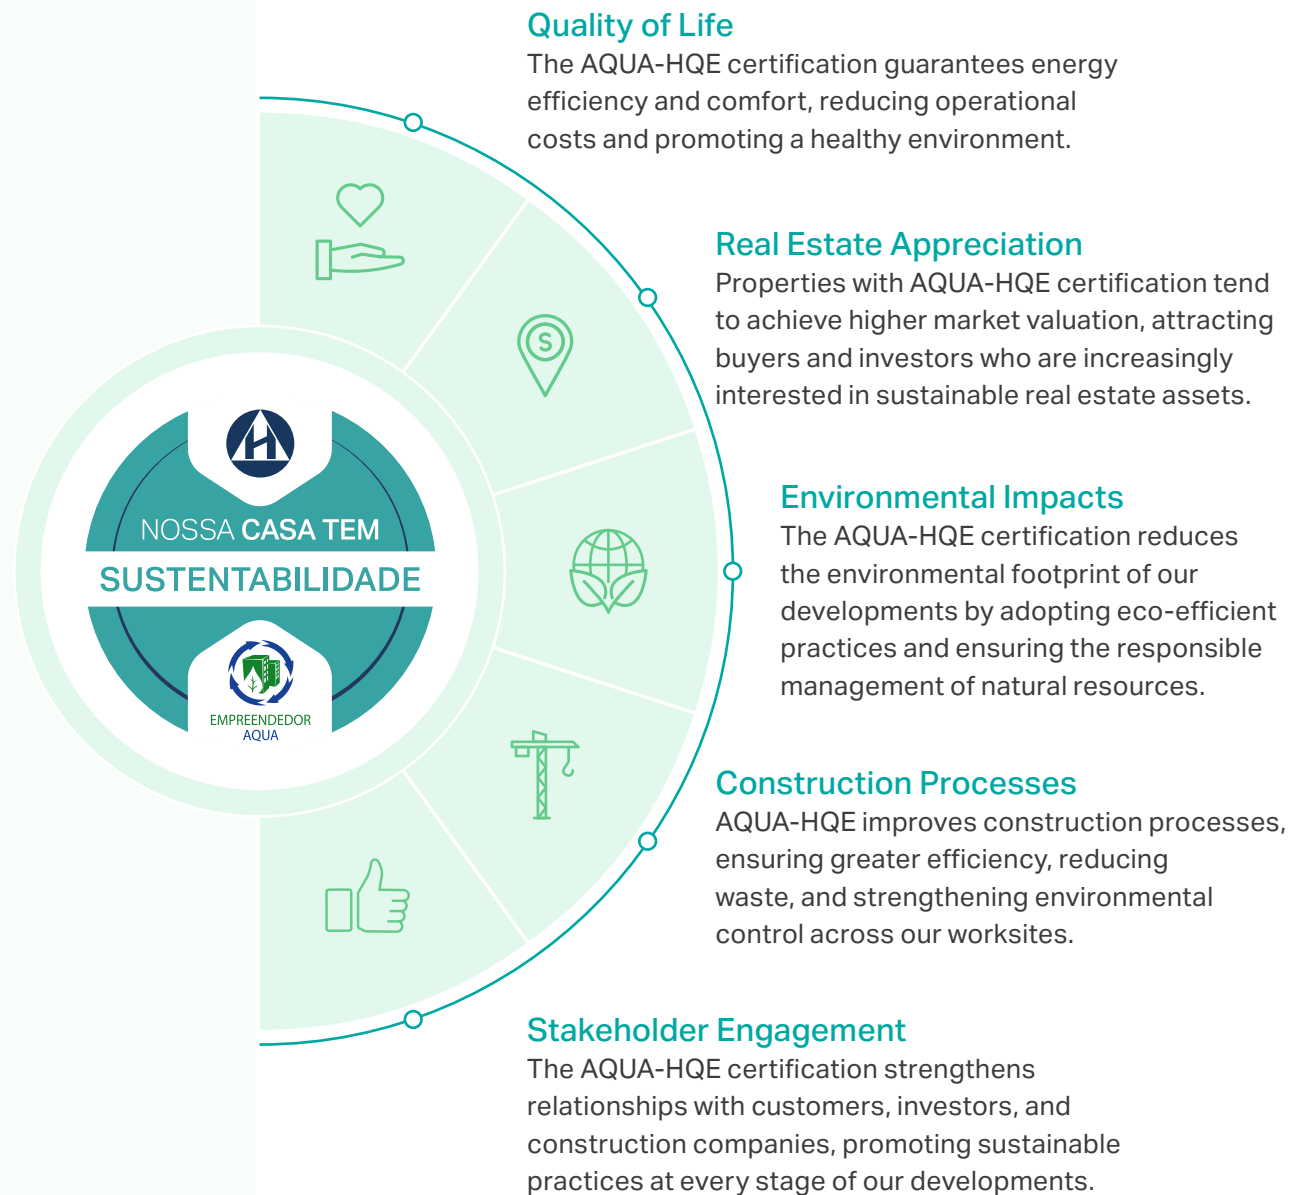 Quality of Life
The AQUA-HQE certification guarantees energy
efficiency and comfort, reducing operational
costs and promoting a healthy environment.
Real Estate Appreciation
Properties with AQUA-HQE certification tend
to achieve higher market valuation, attracting
buyers and investors who are increasingly
interested in sustainable real estate assets.
S
H
NOSSA CASA TEM
SUSTENTABILIDADE
EMPREENDEDOR
AQUA
Environmental Impacts
The AQUA-HQE certification reduces
the environmental footprint of our
developments by adopting eco-efficient
practices and ensuring the responsible
management of natural resources.
Construction Processes
AQUA-HQE improves construction processes,
ensuring greater efficiency, reducing
waste, and strengthening environmental
control across our worksites.
Stakeholder Engagement
The AQUA-HQE certification strengthens
relationships with customers, investors, and
construction companies, promoting sustainable
practices at every stage of our developments.